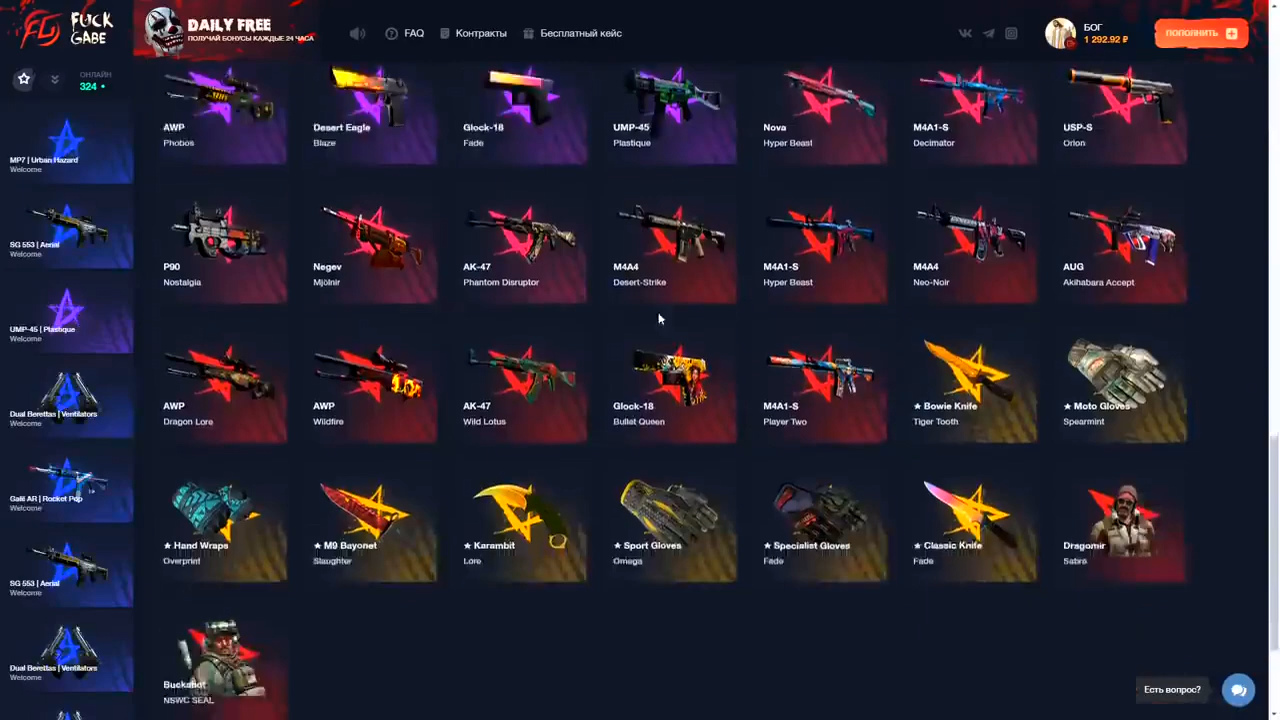 FUCK
GABE
DAILY FREE
ПОЛУЧАЙ БОНУСЫ КАЖДЫЕ 24 ЧАСА
FAQ
Контракты
Бесплатный кейс
БОГ
1 292.92 ₽
ПОПОЛНИТЬ
ОНЛАЙН
324
MP7 | Urban Hazard
Welcome
SG 553 | Aerial
Welcome
UMP-45 | Plastique
Welcome
Dual Berettas | Ventilators
Welcome
Galil AR | Rocket Pop
Welcome
SG 553 | Aerial
Welcome
Dual Berettas | Ventilators
Welcome
AWP
Phobos
Desert Eagle
Blaze
Glock-18
Fade
UMP-45
Plastique
Nova
Hyper Beast
M4A1-S
Decimator
USP-S
Orion
P90
Nostalgia
Negev
Mjölnir
AK-47
Phantom Disruptor
M4A4
Desert-Strike
M4A1-S
Hyper Beast
M4A4
Neo-Noir
AUG
Akihabara Accept
AWP
Dragon Lore
AWP
Wildfire
AK-47
Wild Lotus
Glock-18
Bullet Queen
M4A1-S
Player Two
★ Bowie Knife
Tiger Tooth
★ Moto Gloves
Spearmint
★ Hand Wraps
Overprint
★ M9 Bayonet
Slaughter
★ Karambit
Lore
★ Sport Gloves
Omega
★ Specialist Gloves
Fade
★ Classic Knife
Fade
Dragomir
Sabre
Buckshot
NSWC SEAL
Есть вопрос?